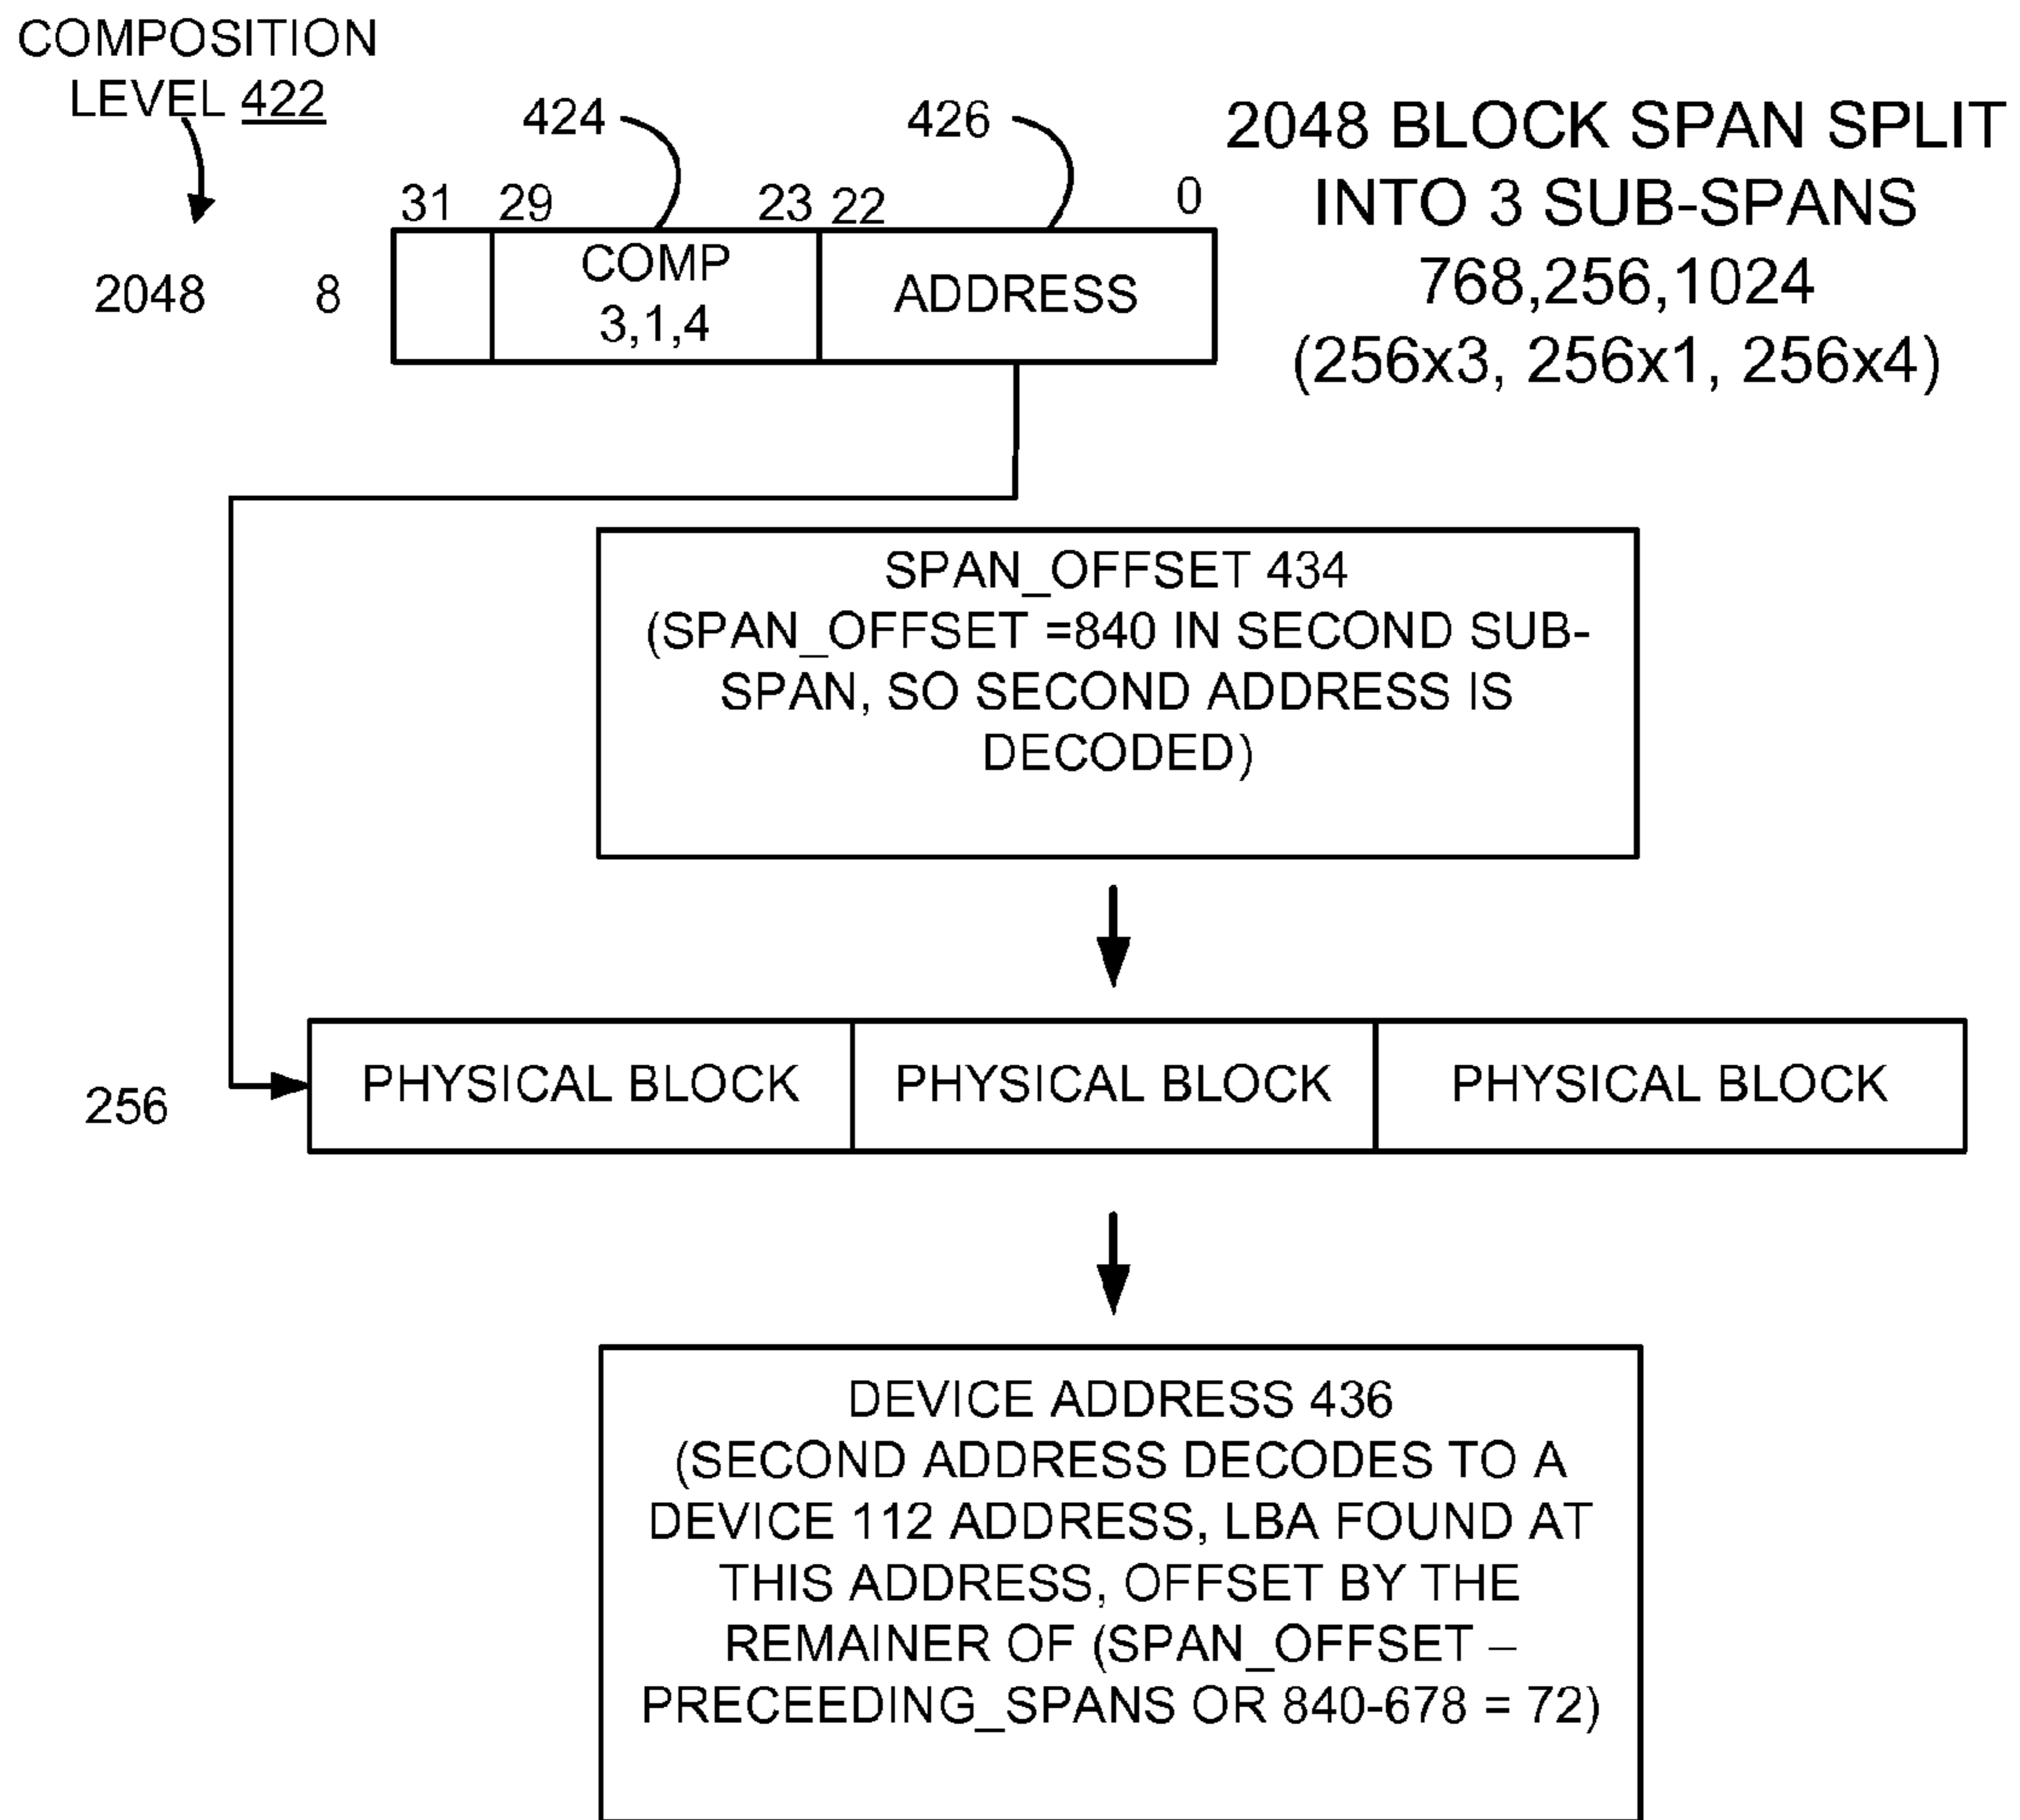 COMPOSITION
LEVEL 422
424
426
2048 BLOCK SPAN SPLIT
INTO 3 SUB-SPANS
768,256,1024
(256x3, 256x1, 256x4)
31 29 23 22 0
2048 8
COMP
3,1,4
ADDRESS
SPAN_OFFSET 434
(SPAN_OFFSET =840 IN SECOND SUB-
SPAN, SO SECOND ADDRESS IS
DECODED)
256
PHYSICAL BLOCK PHYSICAL BLOCK PHYSICAL BLOCK
DEVICE ADDRESS 436
(SECOND ADDRESS DECODES TO A
DEVICE 112 ADDRESS, LBA FOUND AT
THIS ADDRESS, OFFSET BY THE
REMAINER OF (SPAN_OFFSET –
PRECEEDING_SPANS OR 840-678 = 72)